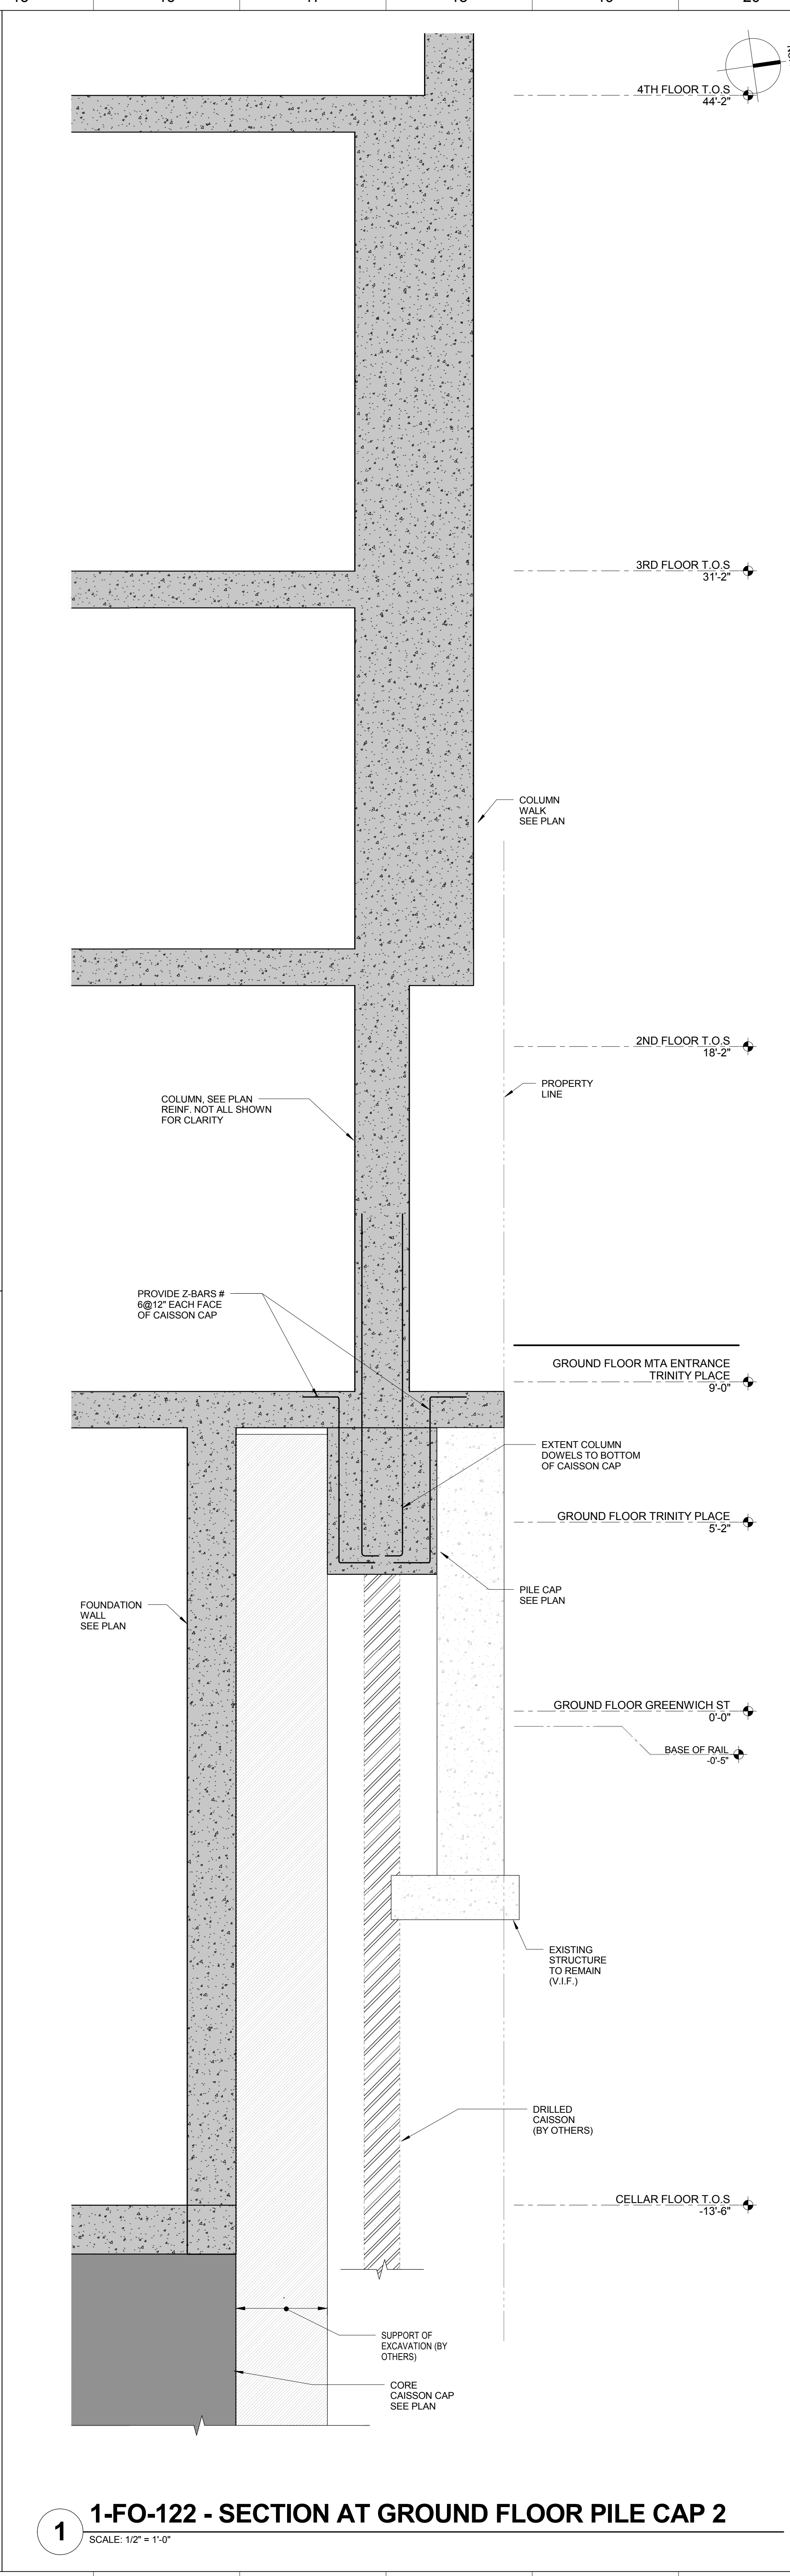 4TH FLOOR T.O.S
44'-2"
3RD FLOOR T.O.S
31'-2"
COLUMN
WALK
SEE PLAN
2ND FLOOR T.O.S
18'-2"
PROPERTY
LINE
COLUMN, SEE PLAN
REINF. NOT ALL SHOWN
FOR CLARITY
PROVIDE Z-BARS #
6@12" EACH FACE
OF CAISSON CAP
GROUND FLOOR MTA ENTRANCE
TRINITY PLACE
9'-0"
EXTENT COLUMN
DOWELS TO BOTTOM
OF CAISSON CAP
GROUND FLOOR TRINITY PLACE
5'-2"
PILE CAP
SEE PLAN
FOUNDATION
WALL
SEE PLAN
GROUND FLOOR GREENWICH ST
0'-0"
BASE OF RAIL
-0'-5"
EXISTING
STRUCTURE
TO REMAIN
(V.I.F.)
DRILLED
CAISSON
(BY OTHERS)
CELLAR FLOOR T.O.S
-13'-6"
SUPPORT OF
EXCAVATION (BY
OTHERS)
CORE
CAISSON CAP
SEE PLAN
1
1-FO-122 - SECTION AT GROUND FLOOR PILE CAP 2
SCALE: 1/2" = 1'-0"